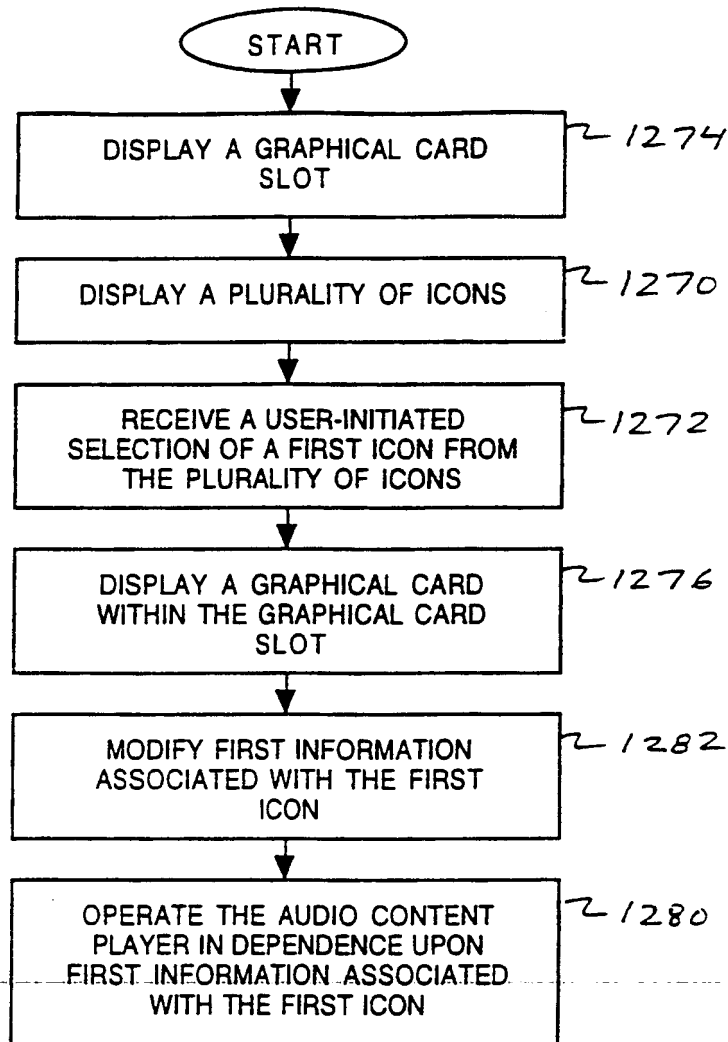 START
DISPLAY A GRAPHICAL CARD
SLOT
1274
DISPLAY A PLURALITY OF ICONS
1270
RECEIVE A USER-INITIATED
SELECTION OF A FIRST ICON FROM
THE PLURALITY OF ICONS
1272
DISPLAY A GRAPHICAL CARD
WITHIN THE GRAPHICAL CARD
SLOT
1276
MODIFY FIRST INFORMATION
ASSOCIATED WITH THE FIRST
ICON
1282
OPERATE THE AUDIO CONTENT
PLAYER IN DEPENDENCE UPON
FIRST INFORMATION ASSOCIATED
WITH THE FIRST ICON
1280